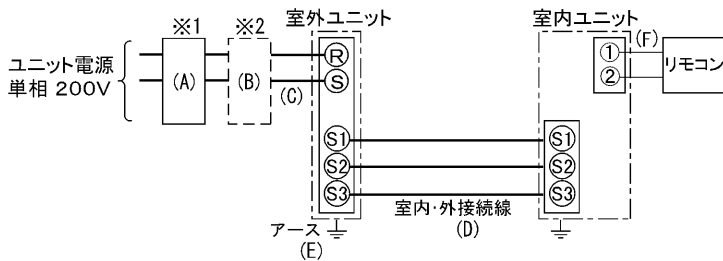 室外ユニット
室内ユニット
※1
※2
ユニット電源
単相 200V
(A)
(B)
(C)
R
S
①
②
(F)
リモコン
S1
S2
S3
S1
S2
S3
室内・外接続線
(D)
アース
(E)